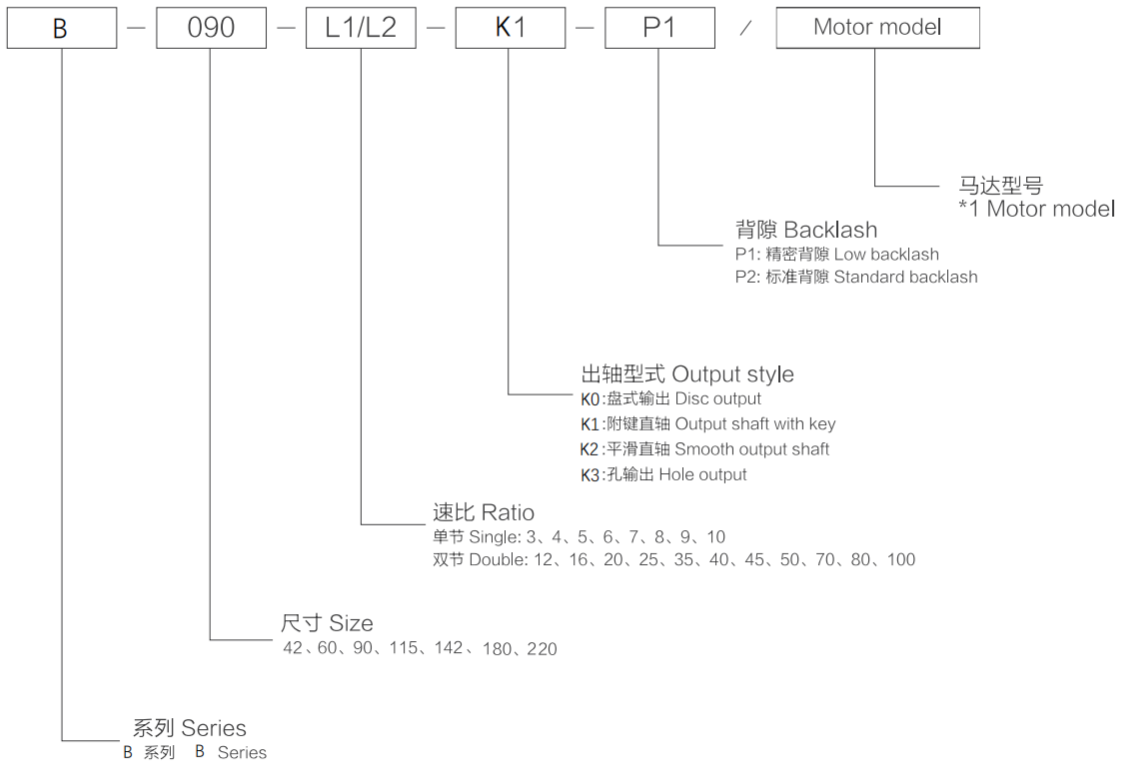 B — 090 — L1/L2 — K1 — P1 / Motor model
马达型号
*1 Motor model
背隙 Backlash
P1: 精密背隙 Low backlash
P2: 标准背隙 Standard backlash
出轴型式 Output style
K0:盘式输出 Disc output
K1:附键直轴 Output shaft with key
K2:平滑直轴 Smooth output shaft
K3:孔输出 Hole output
速比 Ratio
单节 Single: 3、4、5、6、7、8、9、10
双节 Double: 12、16、20、25、35、40、45、50、70、80、100
尺寸 Size
42、60、90、115、142、180、220
系列 Series
B 系列 B Series